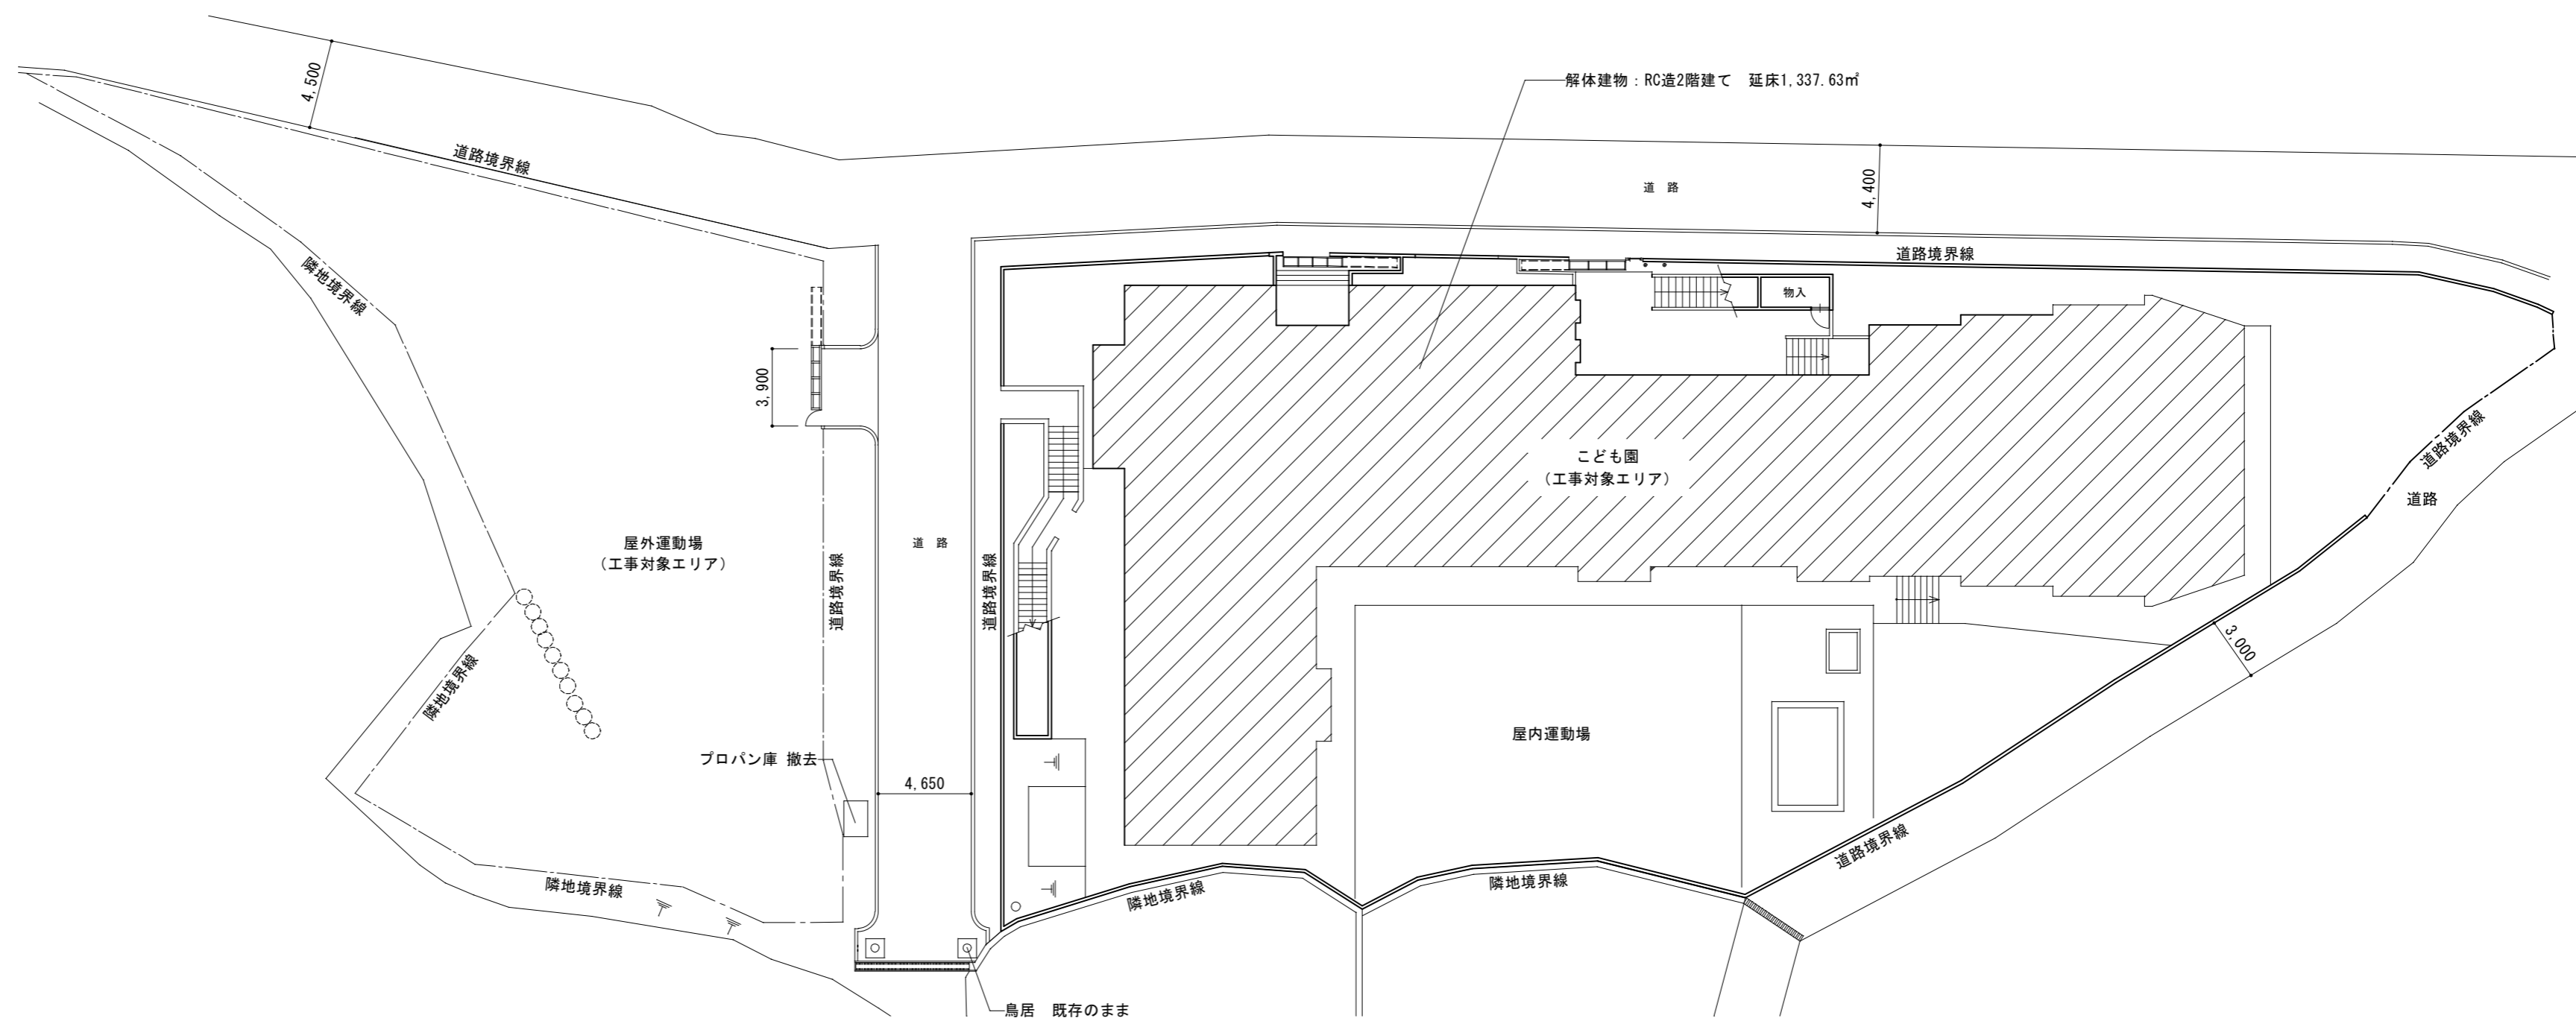 4,500
解体建物：RC造2階建て　延床1,337.63㎡
道路境界線
道　路
4,400
道路境界線
隣地境界線
物入
3,900
こども園
（工事対象エリア）
道路境界線
道路
屋外運動場
（工事対象エリア）
道路境界線
道　路
道路境界線
3,000
隣地境界線
屋内運動場
プロパン庫 撤去
4,650
道路境界線
隣地境界線
隣地境界線
隣地境界線
鳥居　既存のまま